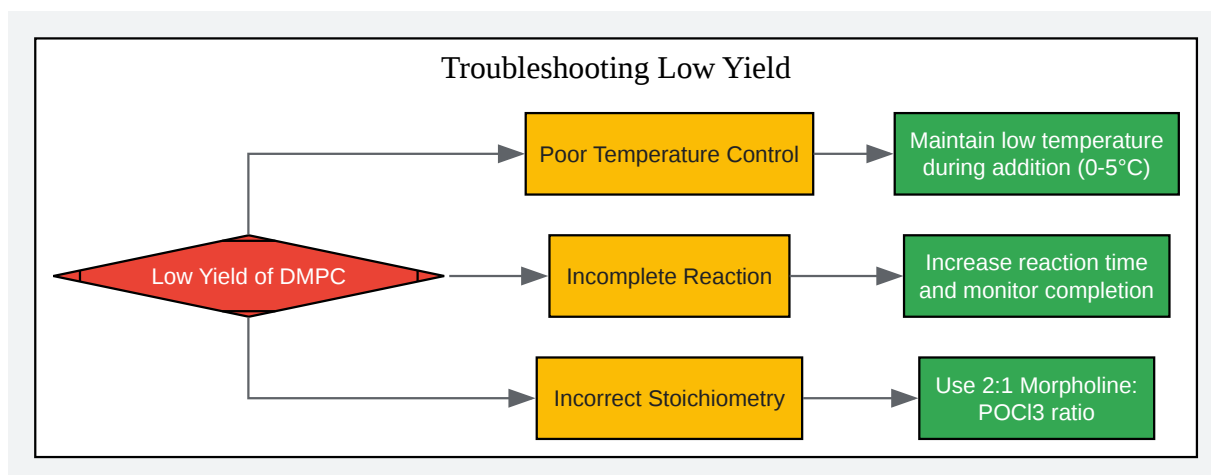 Troubleshooting Low Yield
Poor Temperature Control
Maintain low temperature
during addition (0-5°C)
Low Yield of DMPC
Incomplete Reaction
Increase reaction time
and monitor completion
Incorrect Stoichiometry
Use 2:1 Morpholine:
POCl3 ratio